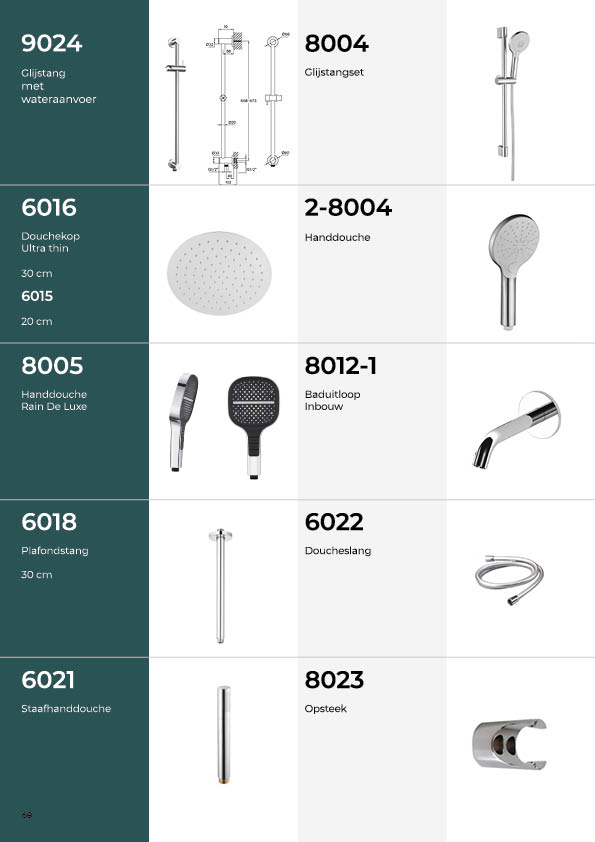 9024
Glijstang
met
wateraanvoer
8004
Glijstangset
6016
Douchekop
Ultra thin
30 cm
6015
20 cm
2-8004
Handdouche
8005
Handdouche
Rain De Luxe
8012-1
Baduitloop
Inbouw
6018
Plafondstang
30 cm
6022
Doucheslang
6021
Staafhanddouche
8023
Opsteek